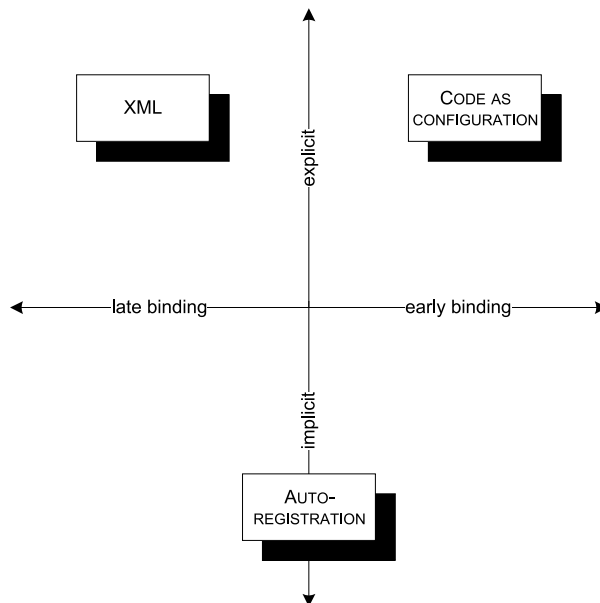 XML
CODE AS
CONFIGURATION
explicit
late binding
early binding
implicit
AUTO-
REGISTRATION